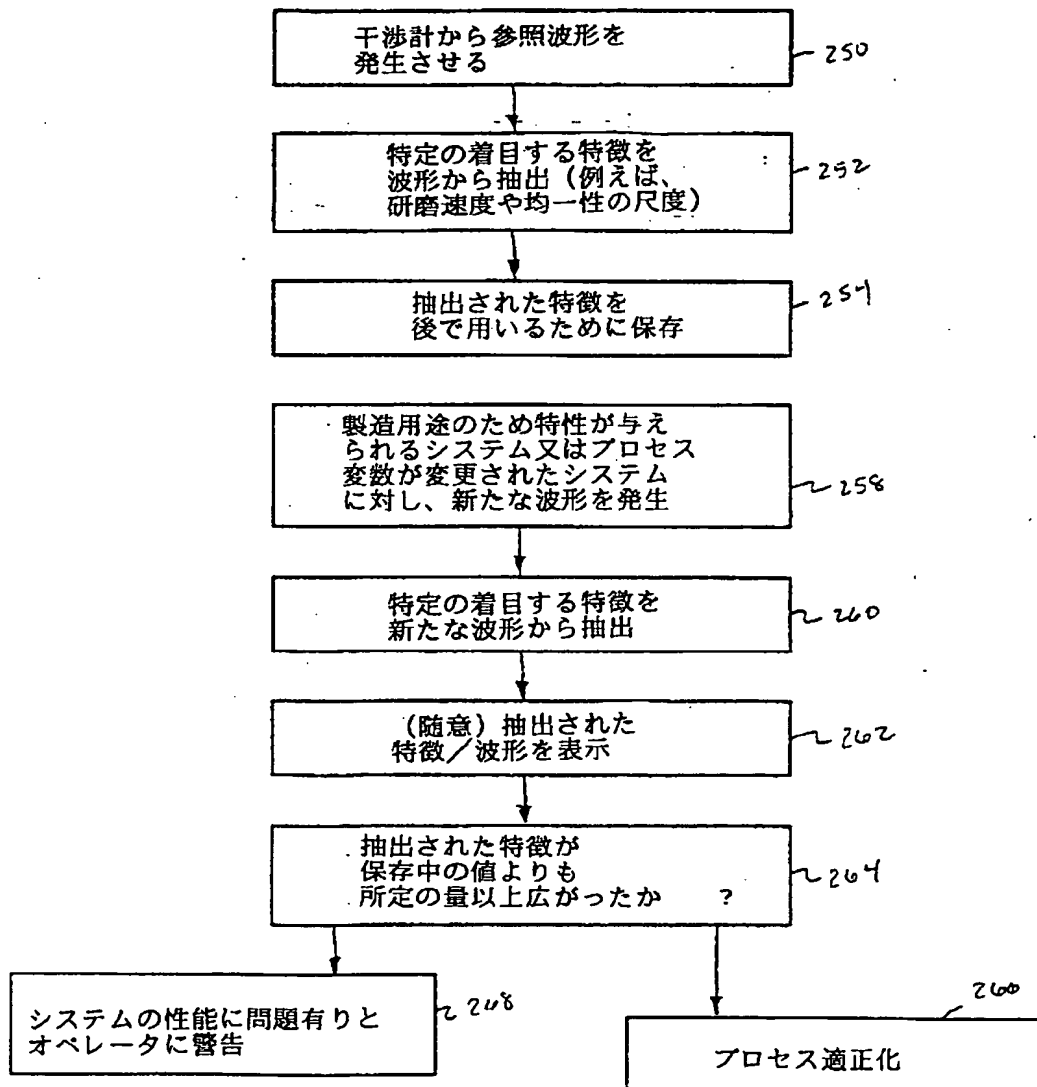 干渉計から参照波形を
発生させる
250
特定の着目する特徴を
波形から抽出（例えば、
研磨速度や均一性の尺度）
252
抽出された特徴を
後で用いるために保存
254
製造用途のため特性が与え
られるシステム又はプロセス
変数が変更されたシステム
に対し、新たな波形を発生
258
特定の着目する特徴を
新たな波形から抽出
260
（随意）抽出された
特徴／波形を表示
262
抽出された特徴が
保存中の値よりも
所定の量以上広がったか　　？
264
システムの性能に問題有りと
オペレータに警告
268
プロセス適正化
260